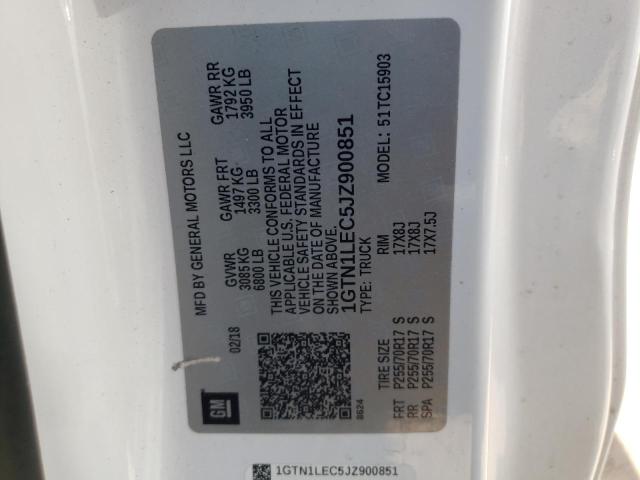 MFD BY GENERAL MOTORS LLC
02/18
GVWR GAWR FRT GAWR RR
3085 KG 1497 KG 1792 KG
6800 LB 3300 LB 3950 LB
THIS VEHICLE CONFORMS TO ALL
APPLICABLE U.S. FEDERAL MOTOR
VEHICLE SAFETY STANDARDS IN EFFECT
ON THE DATE OF MANUFACTURE
SHOWN ABOVE.
1GTN1LEC5JZ900851
TYPE: TRUCK MODEL: 51TC15903
GM
8624
TIRE SIZE RIM
FRT P255/70R17 S 17X8J
RR P255/70R17 S 17X8J
SPA P255/70R17 S 17X7.5J
1GTN1LEC5JZ900851